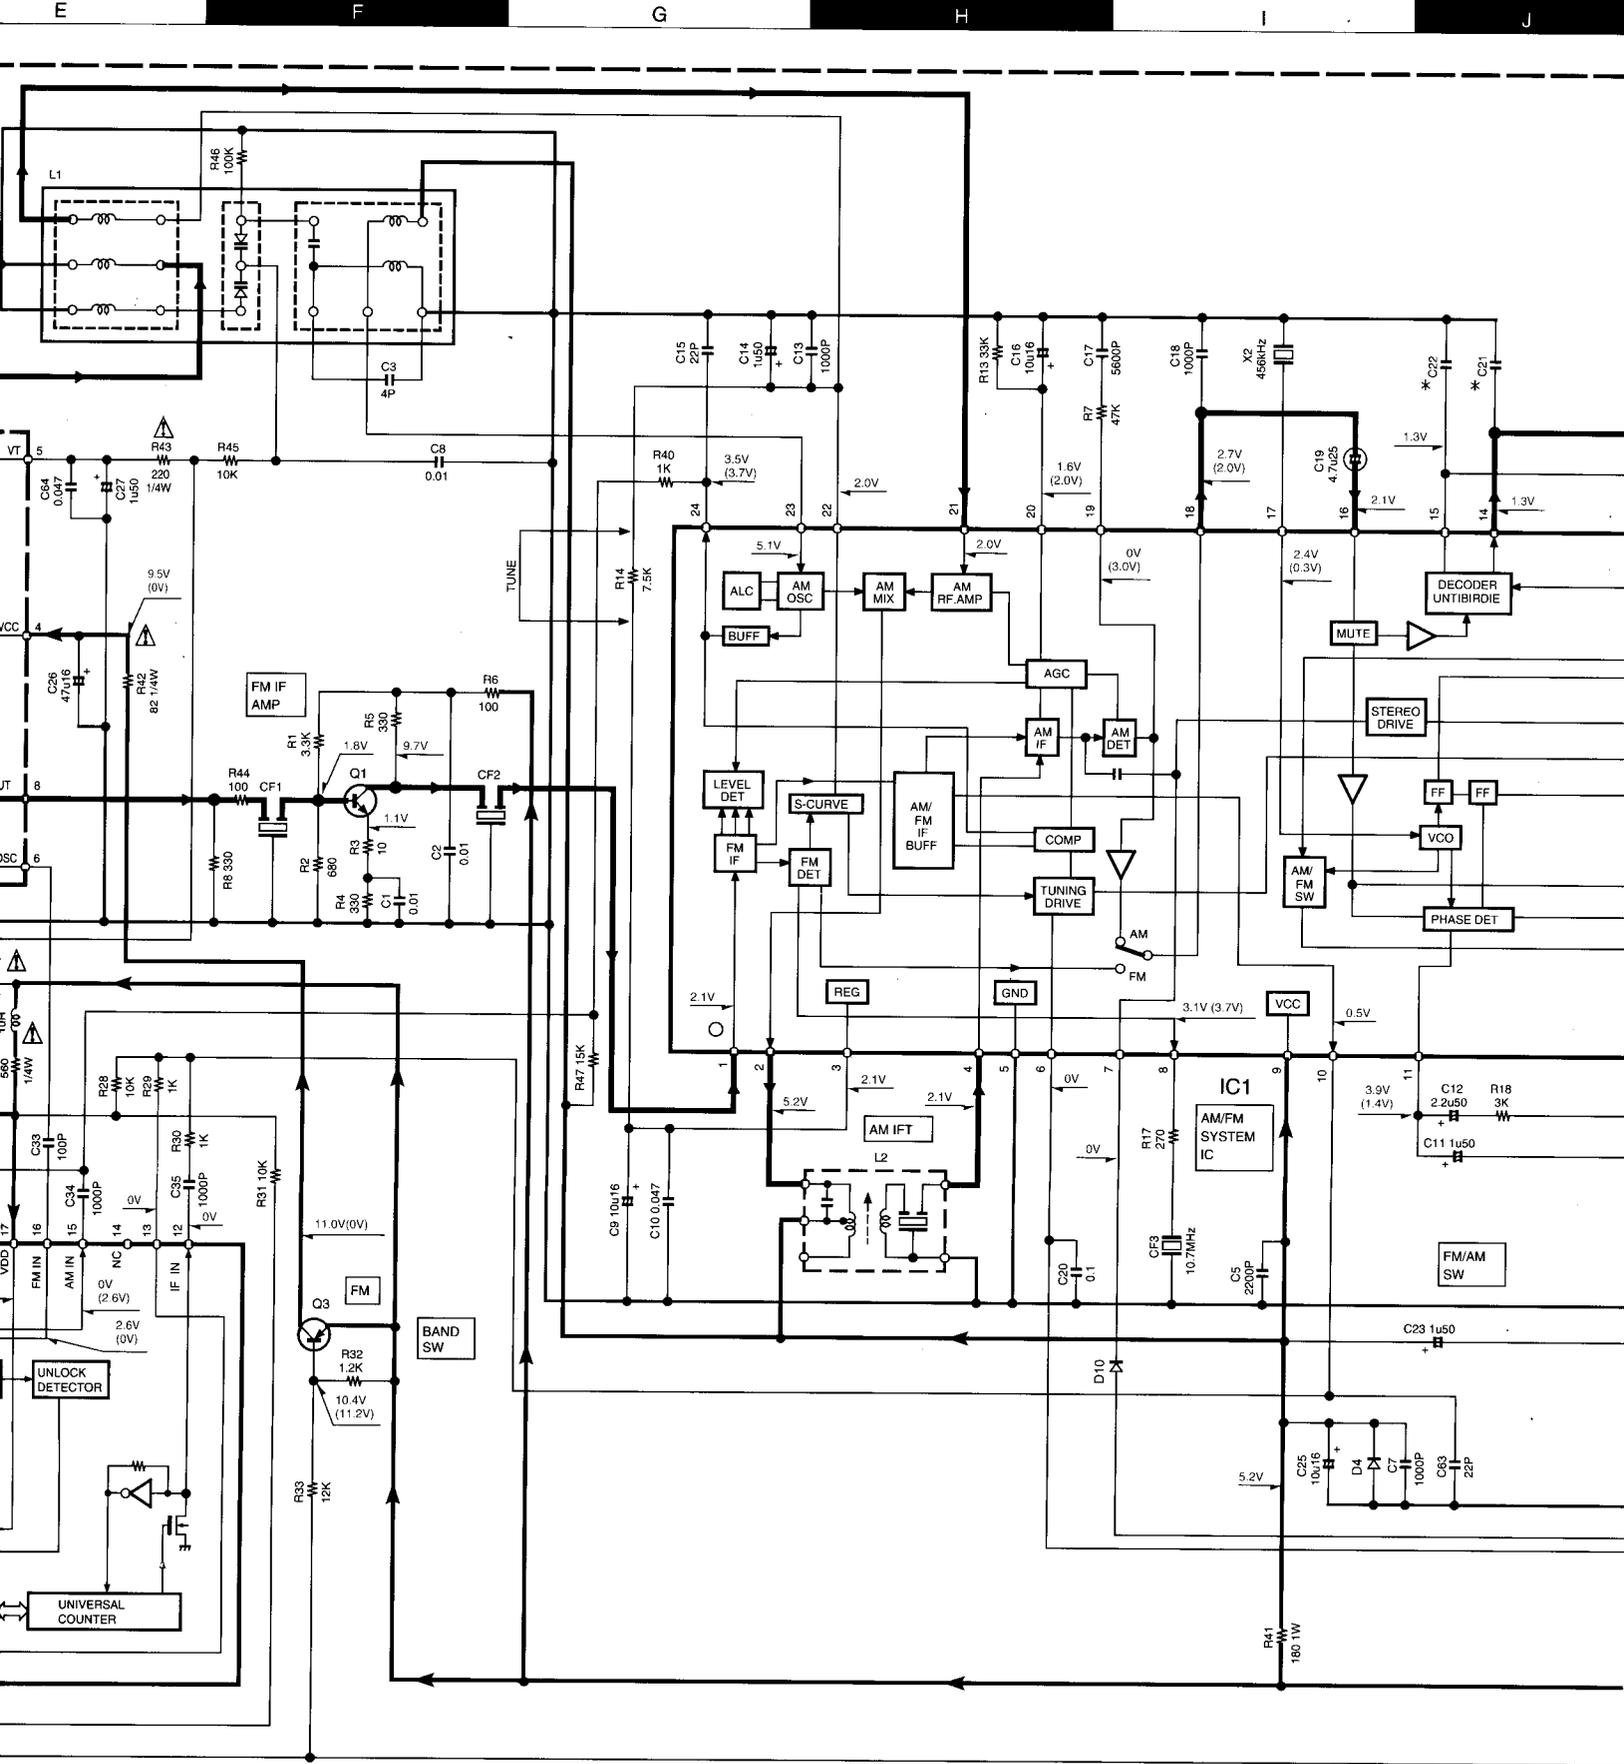 E F G H I J
L1
R46
100K
C3
4P
VT 5
C64
0.047
C27
1u50
R43
220
1/4W
R45
10K
C8
0.01
C15
22P
C14
1u50
+
C13
1000P
R13 33K
C16
10u16
+
C17
5600P
R7
47K
C18
1000P
X2
456kHz
* C22
* C21
R40
1K
3.5V
(3.7V)
2.0V
1.6V
(2.0V)
2.7V
(2.0V)
C19
4.7u25
2.1V
1.3V
1.3V
24 23 22 21 20 19 18 17 16 15 14
TUNE
R14
7.5K
5.1V
2.0V
0V
(3.0V)
2.4V
(0.3V)
ALC
AM
OSC
AM
MIX
AM
RF.AMP
BUFF
DECODER
UNTIBIRDIE
MUTE
AGC
STEREO
DRIVE
9.5V
(0V)
VCC 4
C26
47u16
+
R42
82 1/4W
FM IF
AMP
R1
3.3K
R5
330
R6
100
1.8V
9.7V
Q1
R44
100
CF1
CF2
1.1V
8
6
R8 330
R2
680
R3
10
R4
330
C1
0.01
C2
0.01
AM
IF
AM
DET
LEVEL
DET
S-CURVE
AM/
FM
IF
BUFF
FM
IF
FM
DET
COMP
TUNING
DRIVE
FF
FF
VCO
AM/
FM
SW
PHASE DET
AM
FM
REG
GND
VCC
2.1V
3.1V (3.7V)
0.5V
1 2 3 4 5 6 7 8 9 10 11
560
1/4W
R28
10K
R29
1K
R30
1K
R47 15K
C33
100P
C34
1000P
C35
1000P
R31 10K
0V
0V
17 16 15 14 13 12
VDD
FM IN
AM IN
NC
IF IN
0V
(2.6V)
2.6V
(0V)
11.0V(0V)
5.2V
2.1V
2.1V
AM IFT
L2
0V
0V
R17
270
IC1
AM/FM
SYSTEM
IC
3.9V
(1.4V)
C12
2.2u50
+
R18
3K
C11 1u50
+
C9 10u16
+
C10 0.047
C20
0.1
CF3
10.7MHz
C5
2200P
FM/AM
SW
FM
Q3
BAND
SW
R32
1.2K
10.4V
(11.2V)
UNLOCK
DETECTOR
C23 1u50
+
D10
R33
12K
5.2V
C25
10u16
+
D4
C7
1000P
C63
22P
UNIVERSAL
COUNTER
R41
180 1W